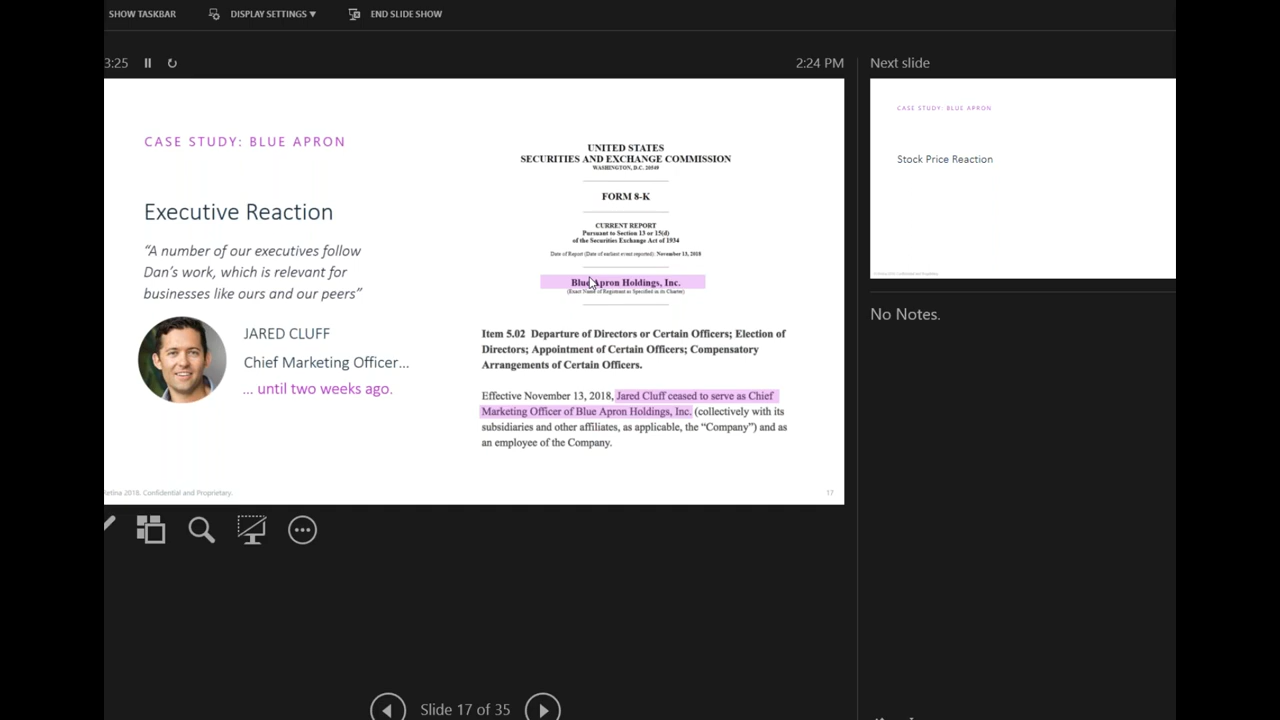 SHOW TASKBAR
DISPLAY SETTINGS ▼
END SLIDE SHOW
3:25
2:24 PM
Next slide
CASE STUDY: BLUE APRON
Executive Reaction
“A number of our executives follow
Dan’s work, which is relevant for
businesses like ours and our peers”
JARED CLUFF
Chief Marketing Officer...
... until two weeks ago.
UNITED STATES
SECURITIES AND EXCHANGE COMMISSION
WASHINGTON, D.C. 20549
FORM 8-K
CURRENT REPORT
Pursuant to Section 13 or 15(d)
of the Securities Exchange Act of 1934
Date of Report (Date of earliest event reported): November 13, 2018
Blue Apron Holdings, Inc.
(Exact Name of Registrant as Specified in its Charter)
Item 5.02 Departure of Directors or Certain Officers; Election of
Directors; Appointment of Certain Officers; Compensatory
Arrangements of Certain Officers.
Effective November 13, 2018, Jared Cluff ceased to serve as Chief
Marketing Officer of Blue Apron Holdings, Inc. (collectively with its
subsidiaries and other affiliates, as applicable, the “Company”) and as
an employee of the Company.
2018. Confidential and Proprietary.
17
CASE STUDY: BLUE APRON
Stock Price Reaction
No Notes.
Slide 17 of 35